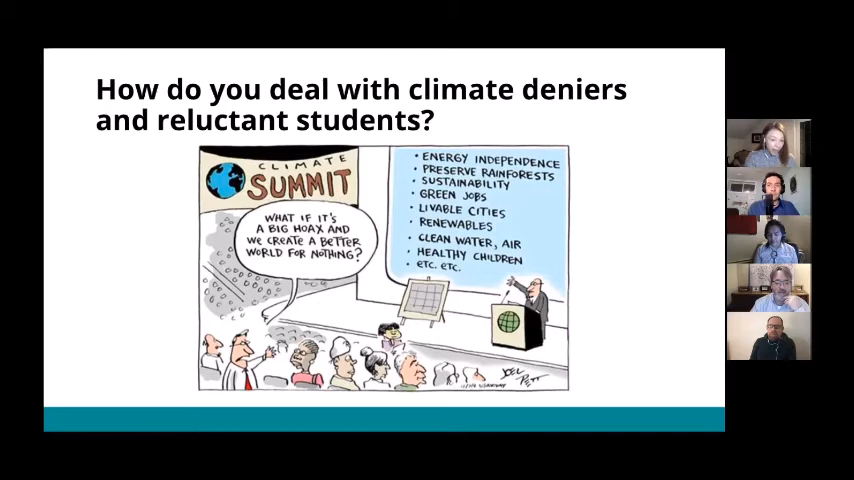 How do you deal with climate deniers
and reluctant students?
CLIMATE
SUMMIT
WHAT IF IT'S
A BIG HOAX AND
WE CREATE A BETTER
WORLD FOR NOTHING?
• ENERGY INDEPENDENCE
• PRESERVE RAINFORESTS
• SUSTAINABILITY
• GREEN JOBS
• LIVABLE CITIES
• RENEWABLES
• CLEAN WATER, AIR
• HEALTHY CHILDREN
• ETC. ETC.
JOEL
PETT